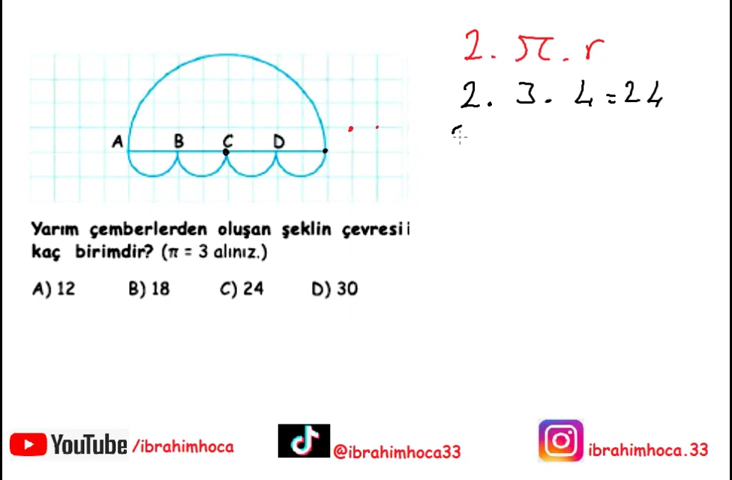 2. π. r
2. 3. 4 = 24
A B C D
Yarım çemberlerden oluşan şeklin çevresi i
kaç birimdir? (π = 3 alınız.)
A) 12 B) 18 C) 24 D) 30
YouTube /ibrahimhoca
@ibrahimhoca33
ibrahimhoca.33